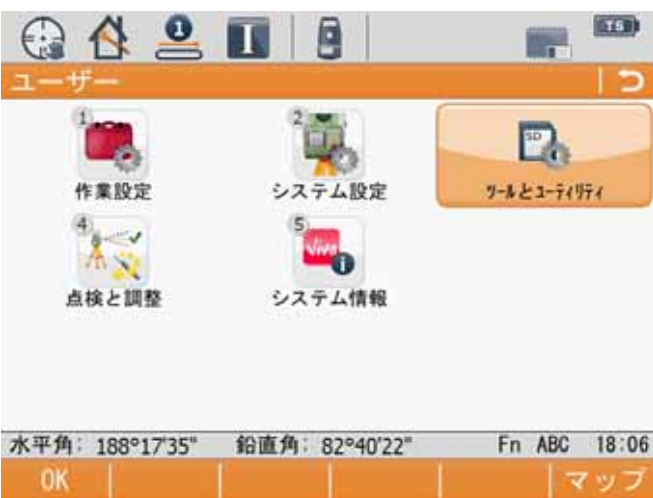 TS
1
I
ユーザー
1
2
SD
作業設定
システム設定
ﾂｰﾙとﾕｰﾃｨﾘﾃｨ
4
5
Viva
i
点検と調整
システム情報
水平角: 188°17'35" 鉛直角: 82°40'22" Fn ABC 18:06
OK マップ